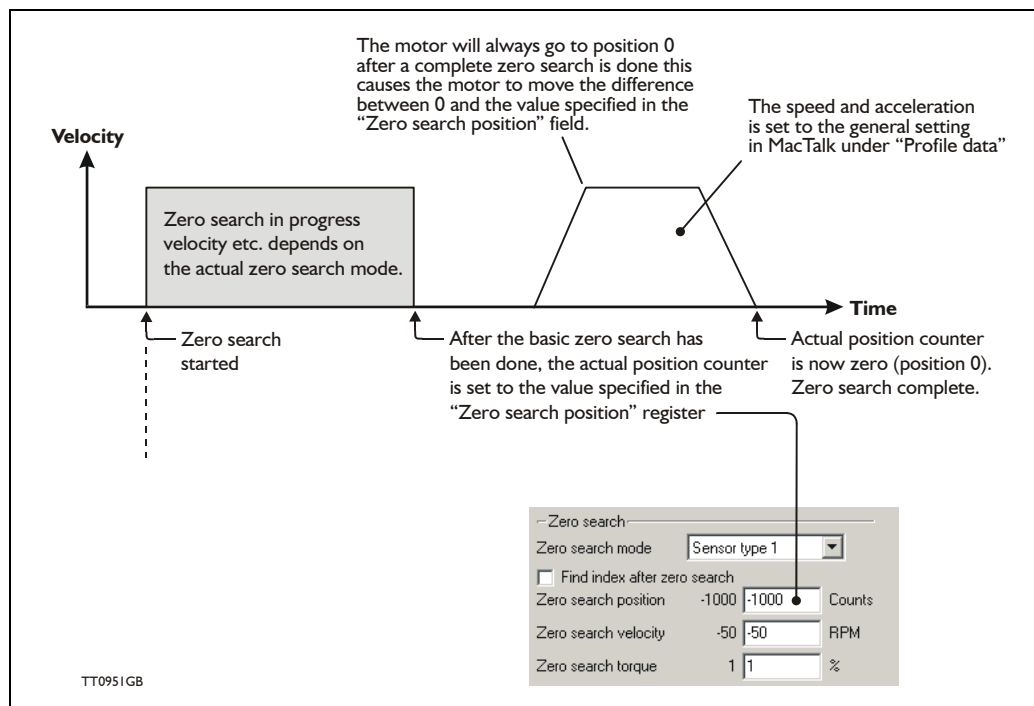 The motor will always go to position 0
after a complete zero search is done this
causes the motor to move the difference
between 0 and the value specified in the
“Zero search position” field.
The speed and acceleration
is set to the general setting
in MacTalk under “Profile data”
Velocity
Zero search in progress
velocity etc. depends on
the actual zero search mode.
Time
Zero search
started
After the basic zero search has
been done, the actual position counter
is set to the value specified in the
“Zero search position” register
Actual position counter
is now zero (position 0).
Zero search complete.
Zero search
Zero search mode Sensor type 1
Find index after zero search
Zero search position -1000 -1000 Counts
Zero search velocity -50 -50 RPM
Zero search torque 1 1 %
TT0951GB